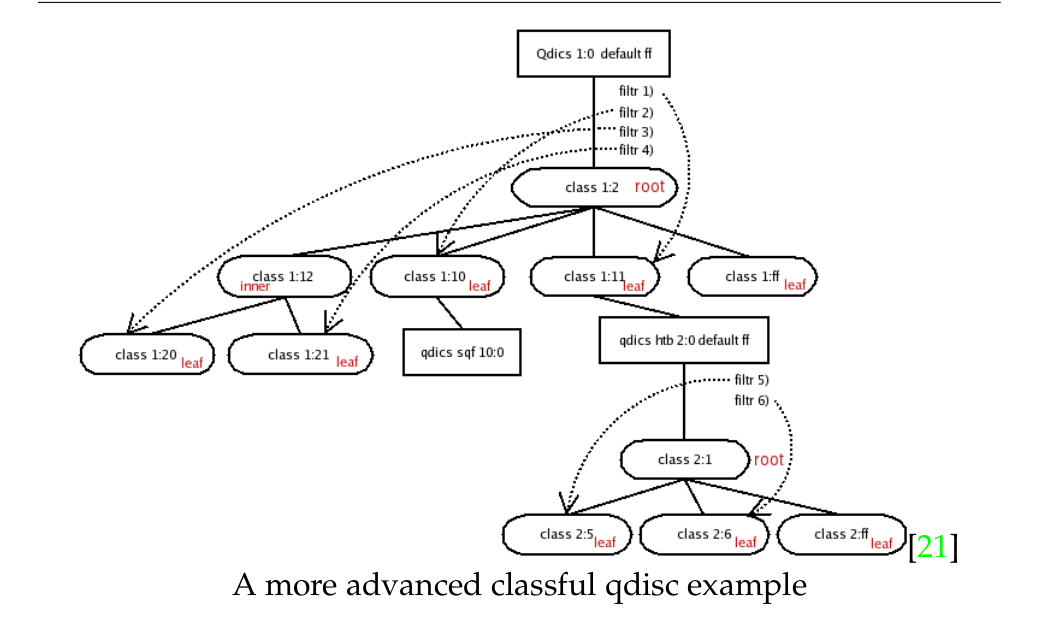 Qdics 1:0 default ff
filtr 1)
filtr 2)
filtr 3)
filtr 4)
class 1:2 root
class 1:12
inner
class 1:10
leaf
class 1:11
leaf
class 1:ff
leaf
class 1:20
leaf
class 1:21
leaf
qdics sqf 10:0
qdics htb 2:0 default ff
filtr 5)
filtr 6)
class 2:1 root
class 2:5
leaf
class 2:6
leaf
class 2:ff
leaf
[21]
A more advanced classful qdisc example